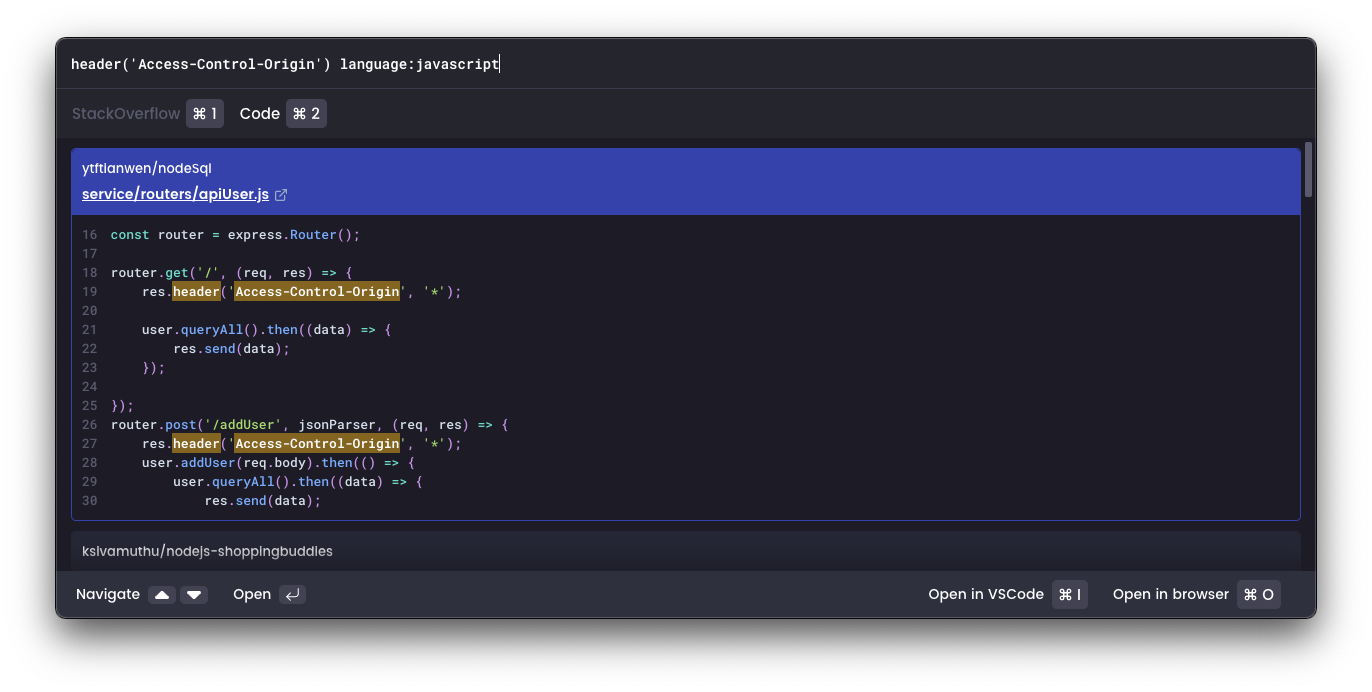 header('Access-Control-Origin') language:javascript
StackOverflow ⌘ 1 Code ⌘ 2
ytftianwen/nodeSql
service/routers/apiUser.js
16 const router = express.Router();
17
18 router.get('/', (req, res) => {
19     res.header('Access-Control-Origin', '*');
20
21     user.queryAll().then((data) => {
22         res.send(data);
23     });
24
25 });
26 router.post('/addUser', jsonParser, (req, res) => {
27     res.header('Access-Control-Origin', '*');
28     user.addUser(req.body).then(() => {
29         user.queryAll().then((data) => {
30             res.send(data);
ksivamuthu/nodejs-shoppingbuddies
Navigate Open Open in VSCode ⌘ I Open in browser ⌘ O